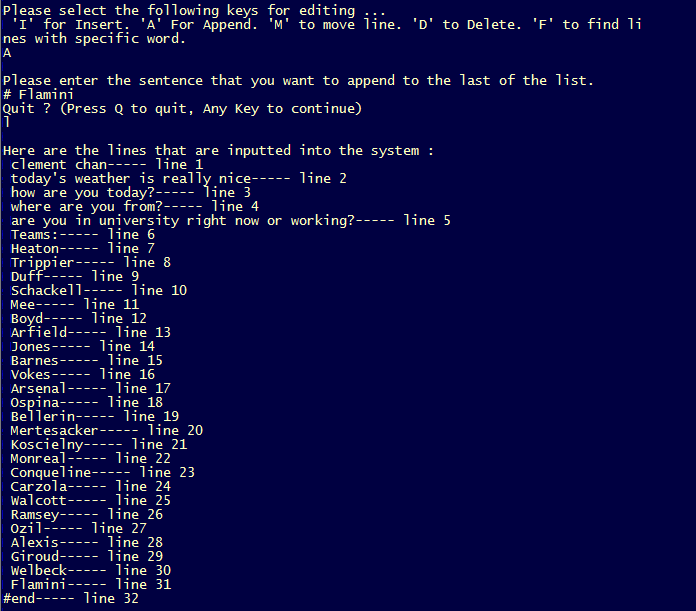 Please select the following keys for editing ...
 'I' for Insert. 'A' For Append. 'M' to move line. 'D' to Delete. 'F' to find li
nes with specific word.
A
Please enter the sentence that you want to append to the last of the list.
# Flamini
Quit ? (Press Q to quit, Any Key to continue)
l
Here are the lines that are inputted into the system :
 clement chan----- line 1
 today's weather is really nice----- line 2
 how are you today?----- line 3
 where are you from?----- line 4
 are you in university right now or working?----- line 5
 Teams:----- line 6
 Heaton----- line 7
 Trippier----- line 8
 Duff----- line 9
 Schackell----- line 10
 Mee----- line 11
 Boyd----- line 12
 Arfield----- line 13
 Jones----- line 14
 Barnes----- line 15
 Vokes----- line 16
 Arsenal----- line 17
 Ospina----- line 18
 Bellerin----- line 19
 Mertesacker----- line 20
 Koscielny----- line 21
 Monreal----- line 22
 Conqueline----- line 23
 Carzola----- line 24
 Walcott----- line 25
 Ramsey----- line 26
 Ozil----- line 27
 Alexis----- line 28
 Giroud----- line 29
 Welbeck----- line 30
 Flamini----- line 31
#end----- line 32